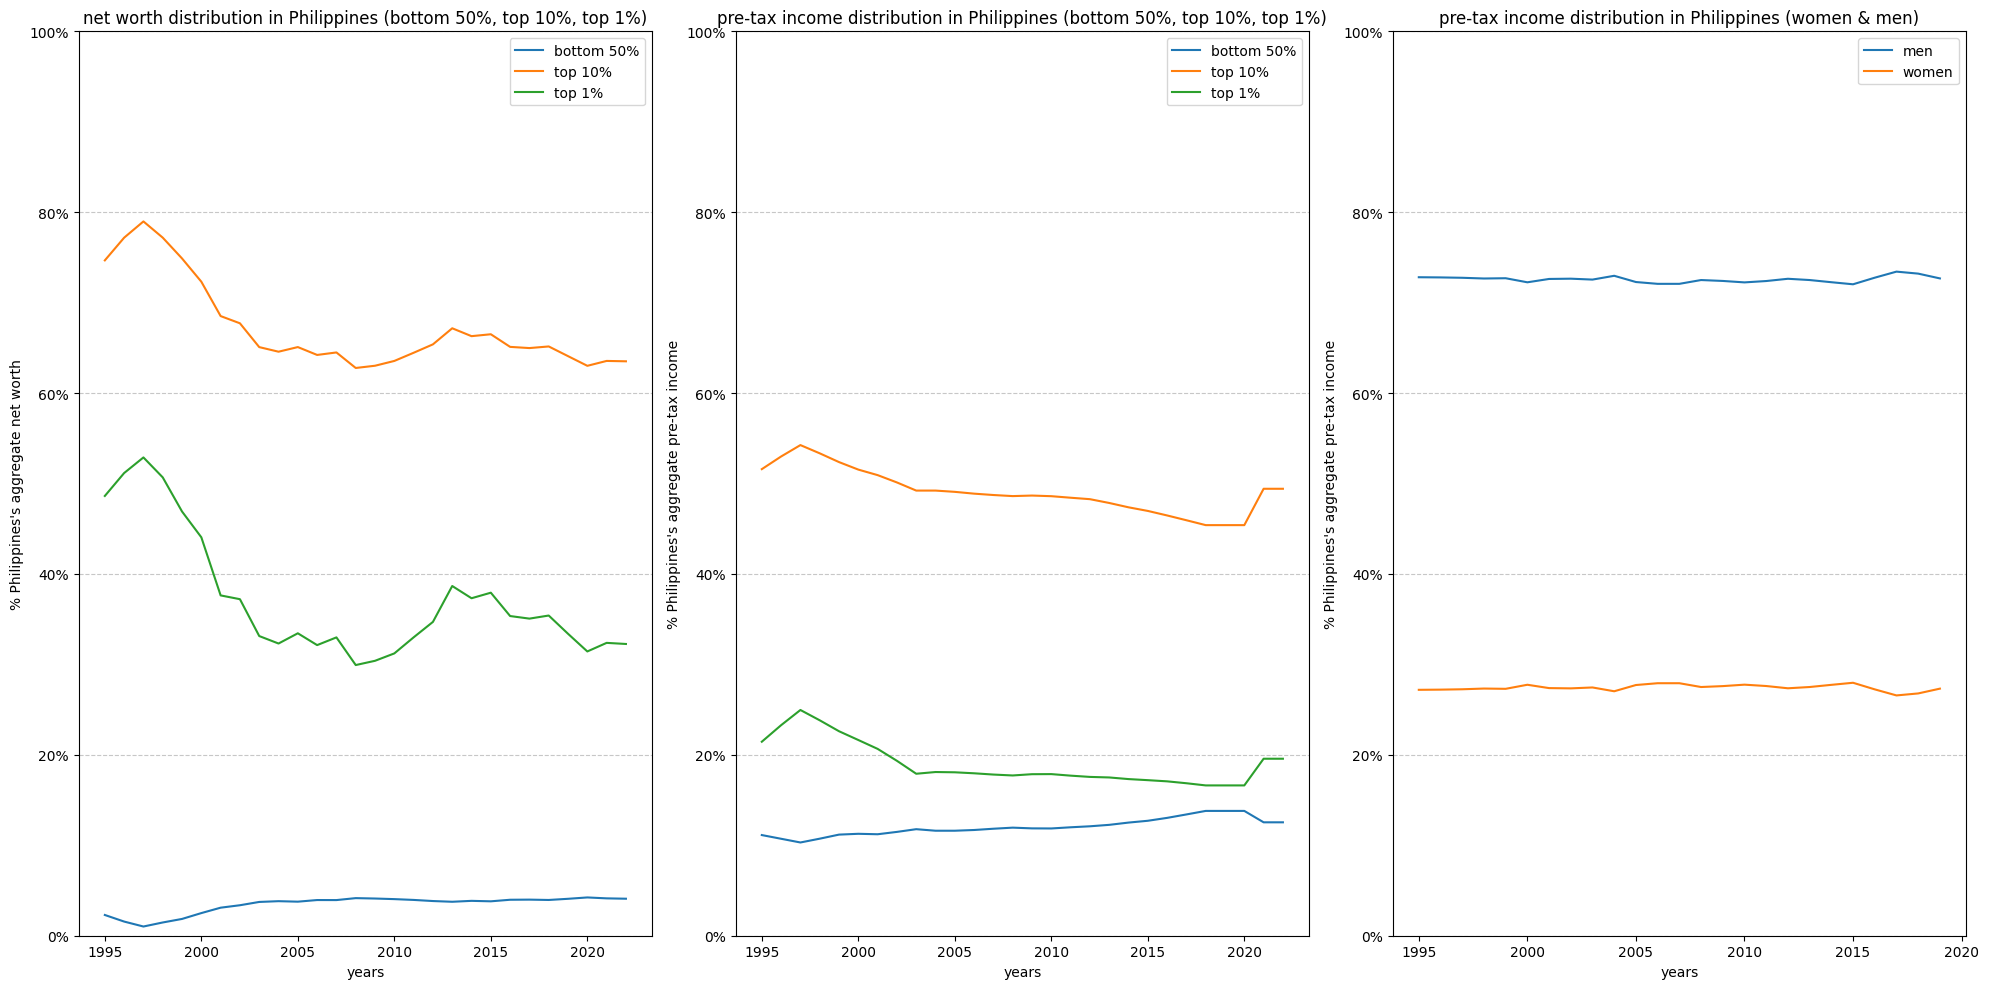 net worth distribution in Philippines (bottom 50%, top 10%, top 1%)
100%
80%
60%
40%
20%
0%
% Philippines's aggregate net worth
bottom 50%
top 10%
top 1%
1995 2000 2005 2010 2015 2020
years
pre-tax income distribution in Philippines (bottom 50%, top 10%, top 1%)
100%
80%
60%
40%
20%
0%
% Philippines's aggregate pre-tax income
bottom 50%
top 10%
top 1%
1995 2000 2005 2010 2015 2020
years
pre-tax income distribution in Philippines (women & men)
100%
80%
60%
40%
20%
0%
% Philippines's aggregate pre-tax income
men
women
1995 2000 2005 2010 2015 2020
years